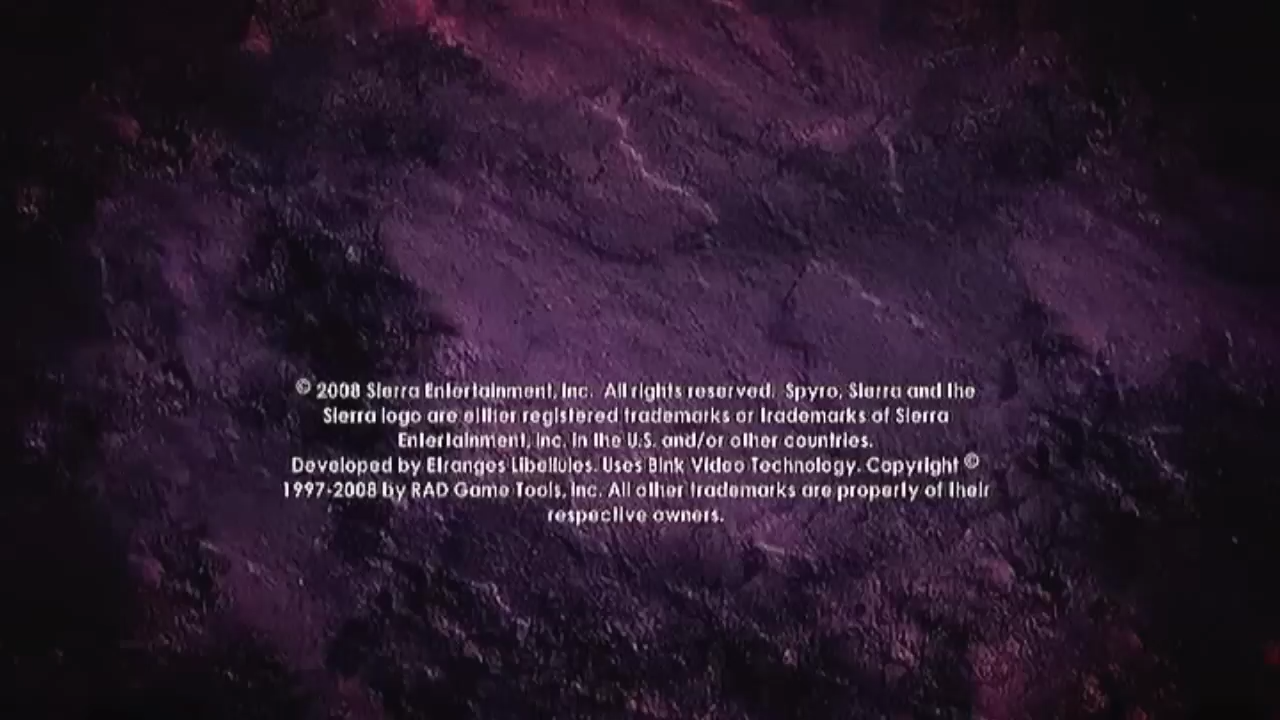 © 2008 Sierra Entertainment, Inc. All rights reserved. Spyro, Sierra and the
Sierra logo are either registered trademarks or trademarks of Sierra
Entertainment, Inc. in the U.S. and/or other countries.
Developed by Etranges Libellules. Uses Bink Video Technology. Copyright ©
1997-2008 by RAD Game Tools, Inc. All other trademarks are property of their
respective owners.